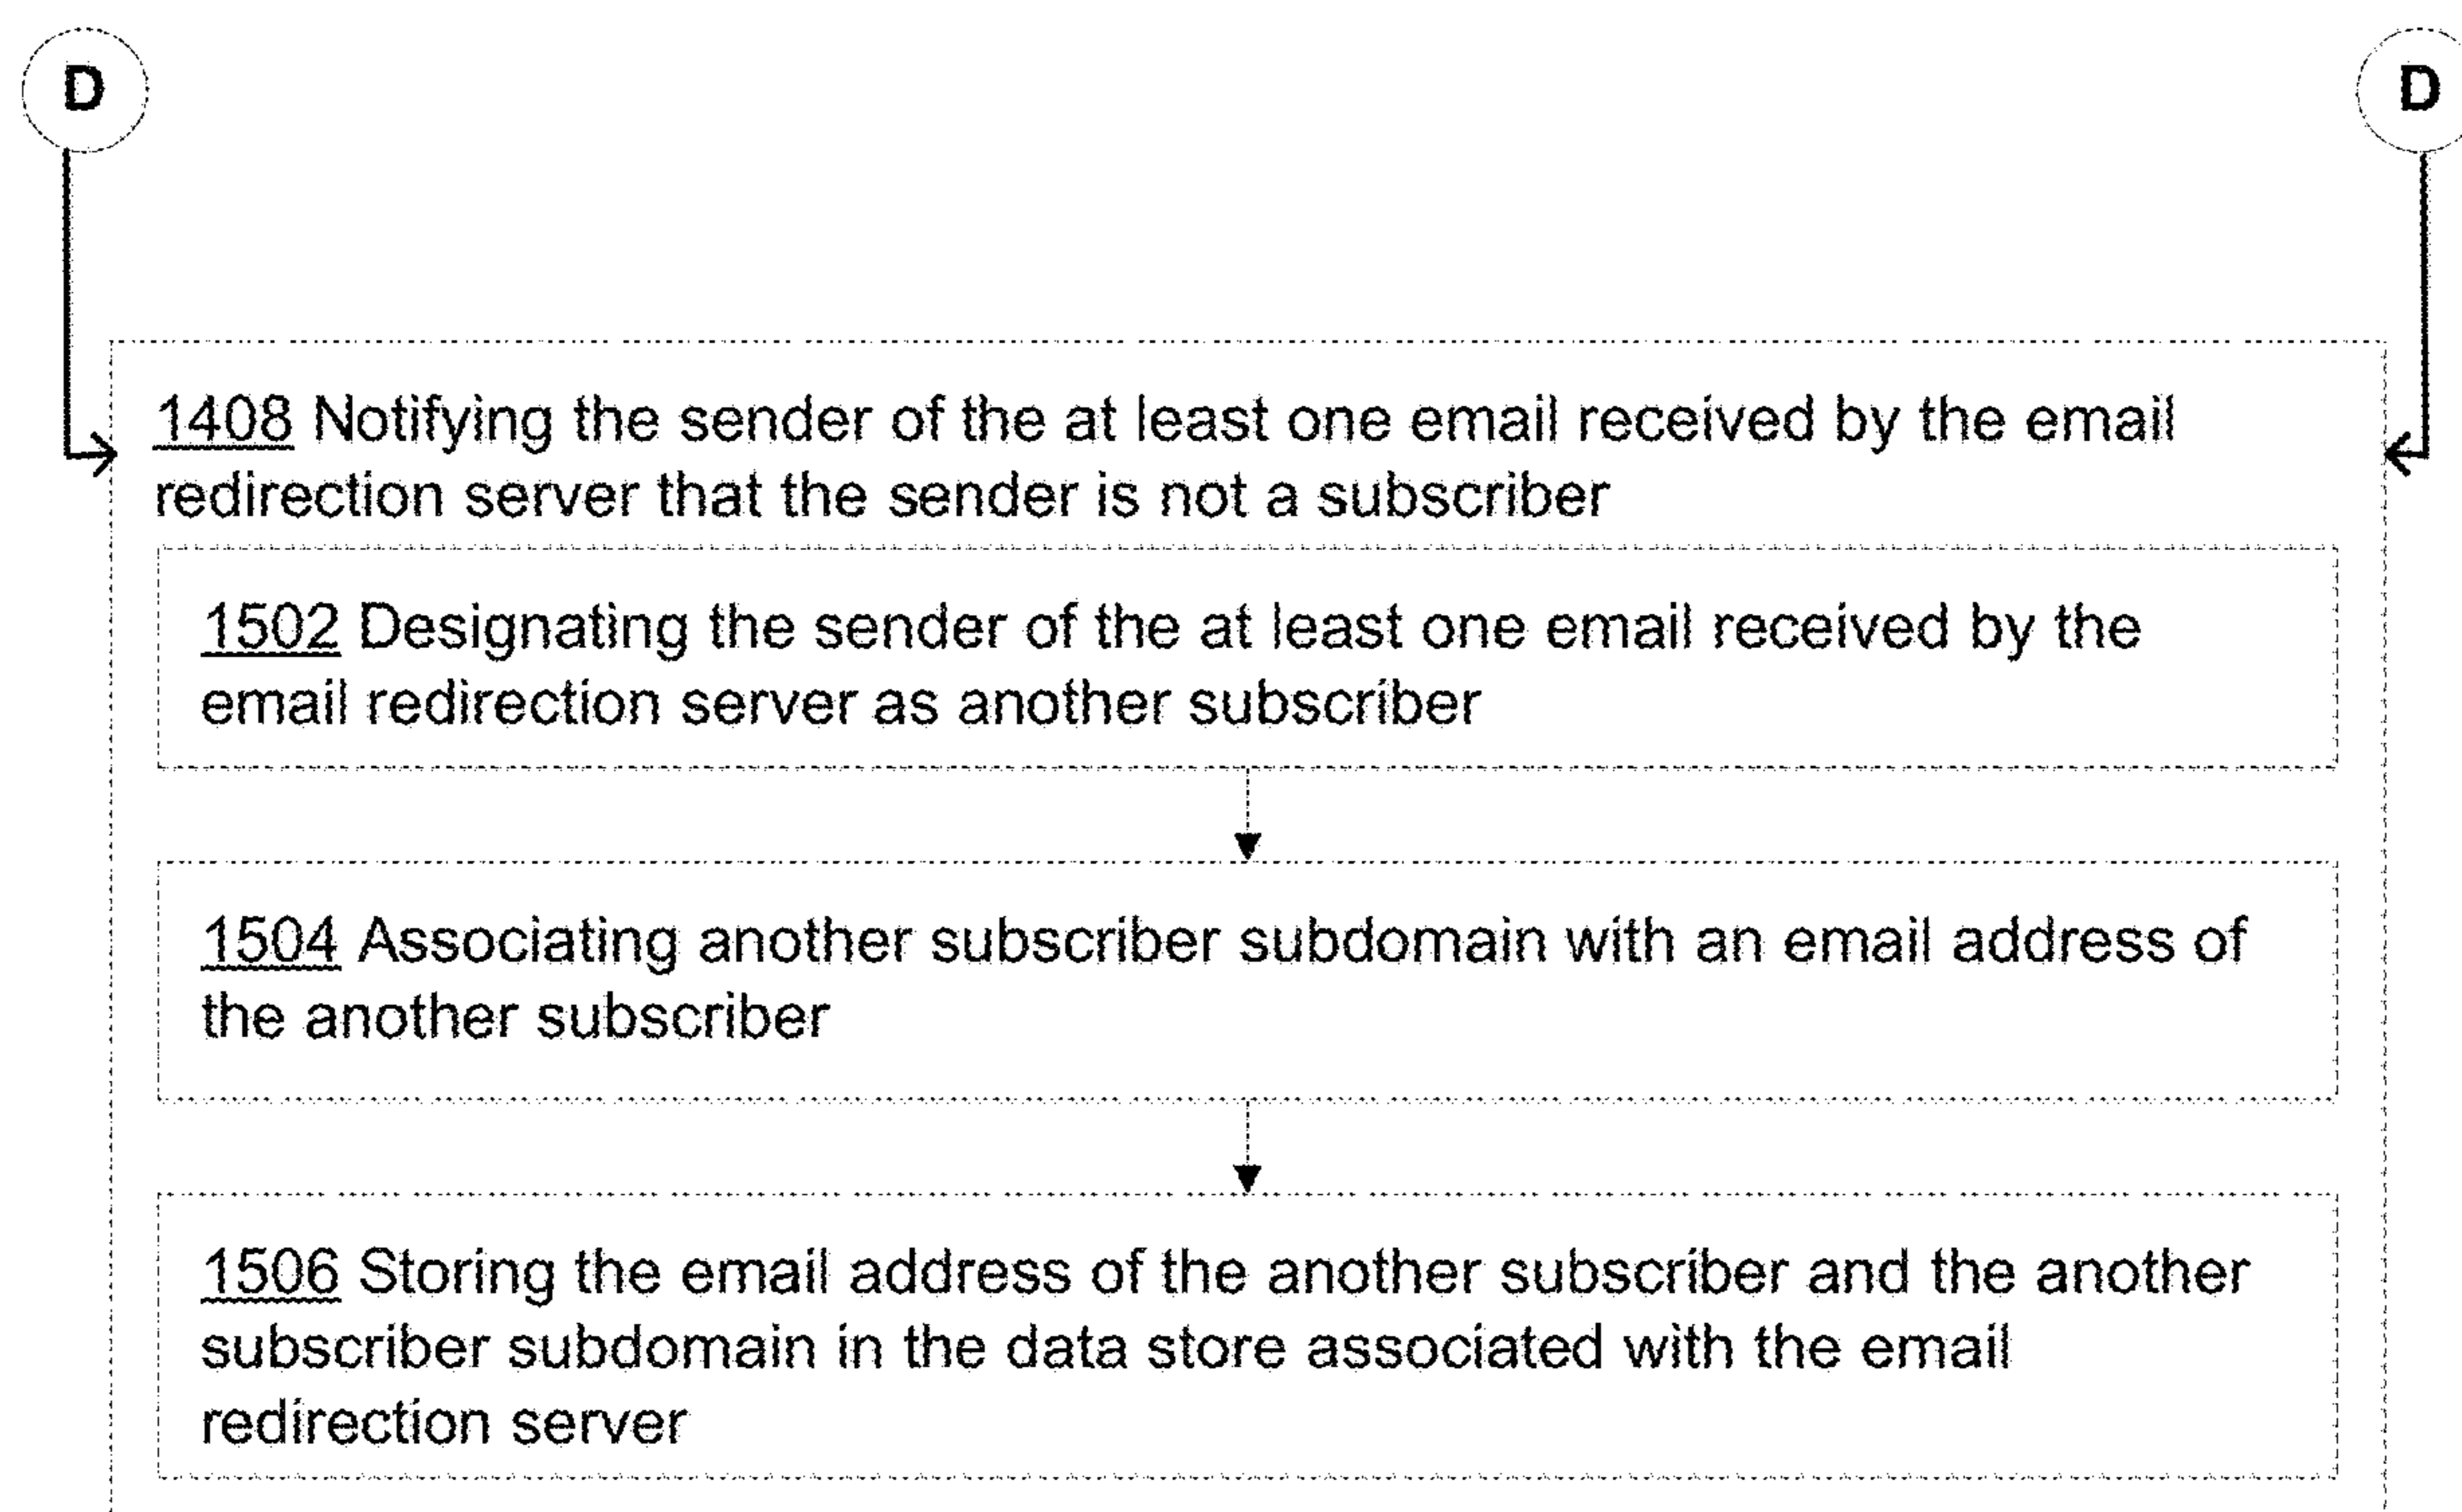 D
D
1408 Notifying the sender of the at least one email received by the email
redirection server that the sender is not a subscriber
1502 Designating the sender of the at least one email received by the
email redirection server as another subscriber
1504 Associating another subscriber subdomain with an email address of
the another subscriber
1506 Storing the email address of the another subscriber and the another
subscriber subdomain in the data store associated with the email
redirection server